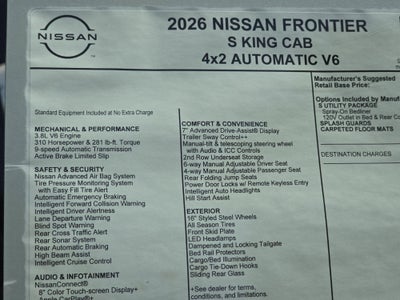 NISSAN
2026 NISSAN FRONTIER
S KING CAB
4x2 AUTOMATIC V6
Manufacturer's Suggested
Retail Base Price:
Options Included by Manu
S UTILITY PACKAGE
Spray-On Bedliner
120V Outlet in Bed & Rear Co
SPLASH GUARDS
CARPETED FLOOR MATS
DESTINATION CHARGES
Standard Equipment Included at No Extra Charge
MECHANICAL & PERFORMANCE
3.8L V6 Engine
310 Horsepower & 281 lb-ft. Torque
9-speed Automatic Transmission
Active Brake Limited Slip
SAFETY & SECURITY
Nissan Advanced Air Bag System
Tire Pressure Monitoring System
with Easy Fill Tire Alert
Automatic Emergency Braking
Intelligent Forward Collision Warning
Intelligent Driver Alertness
Lane Departure Warning
Blind Spot Warning
Rear Cross Traffic Alert
Rear Sonar System
Rear Automatic Braking
High Beam Assist
Intelligent Cruise Control
AUDIO & INFOTAINMENT
NissanConnect®
8" Color Touch-screen Display+
Apple CarPlay®+
COMFORT & CONVENIENCE
7" Advanced Drive-Assist® Display
Trailer Sway Control++
Manual-tilt & telescoping steering wheel
with Audio & ICC Controls
2nd Row Underseat Storage
6-way Manual Adjustable Driver Seat
4-way Manual Adjustable Passenger Seat
Rear Folding Jump Seats
Power Door Locks w/ Remote Keyless Entry
Intelligent Auto Headlights
Hill Start Assist
EXTERIOR
16" Styled Steel Wheels
All Season Tires
Front Skid Plate
LED Headlamps
Dampened and Locking Tailgate
Bed Rail Protectors
Cargo/Bed Illumination
Cargo Tie-Down Hooks
Sliding Rear Glass
+See dealer for terms,
conditions, and limitations.